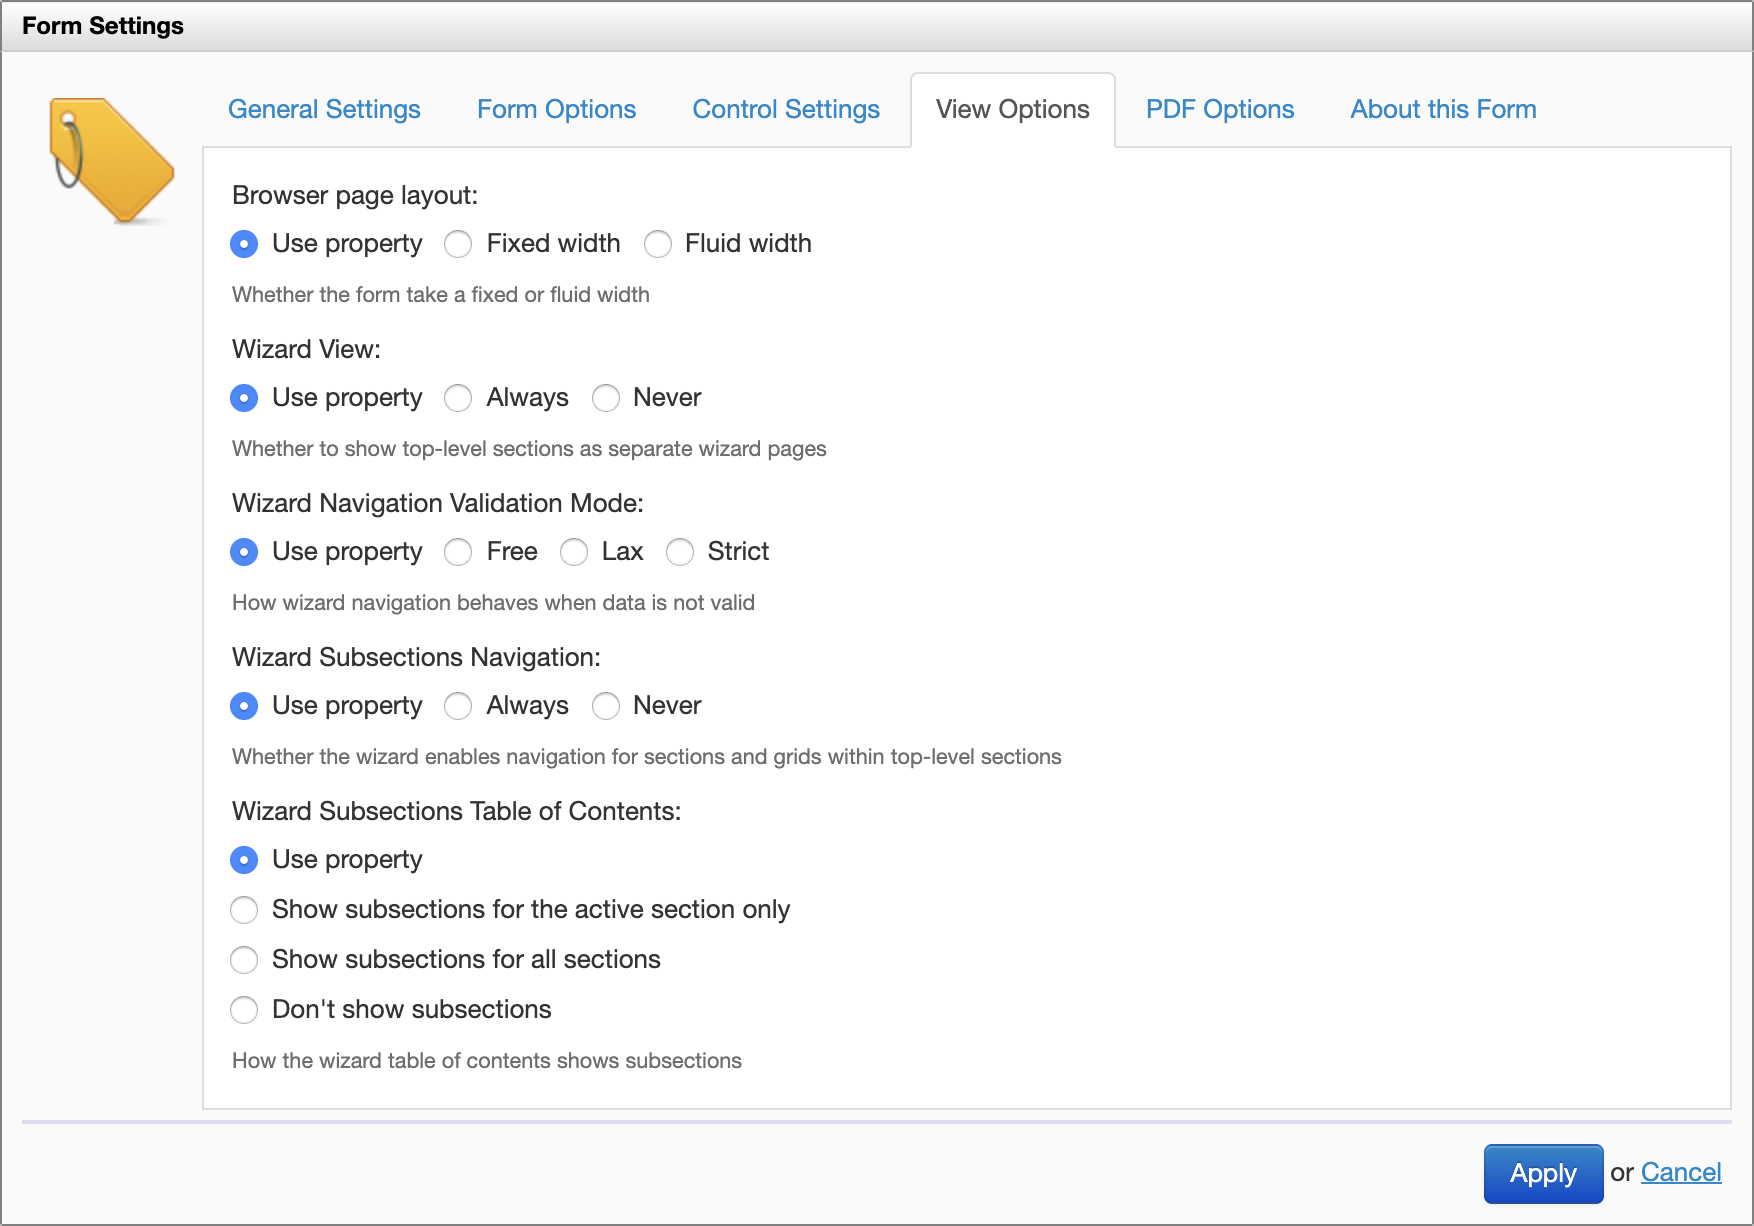 Form Settings
General Settings Form Options Control Settings View Options PDF Options About this Form
Browser page layout:
Use property Fixed width Fluid width
Whether the form take a fixed or fluid width
Wizard View:
Use property Always Never
Whether to show top-level sections as separate wizard pages
Wizard Navigation Validation Mode:
Use property Free Lax Strict
How wizard navigation behaves when data is not valid
Wizard Subsections Navigation:
Use property Always Never
Whether the wizard enables navigation for sections and grids within top-level sections
Wizard Subsections Table of Contents:
Use property
Show subsections for the active section only
Show subsections for all sections
Don't show subsections
How the wizard table of contents shows subsections
Apply or Cancel